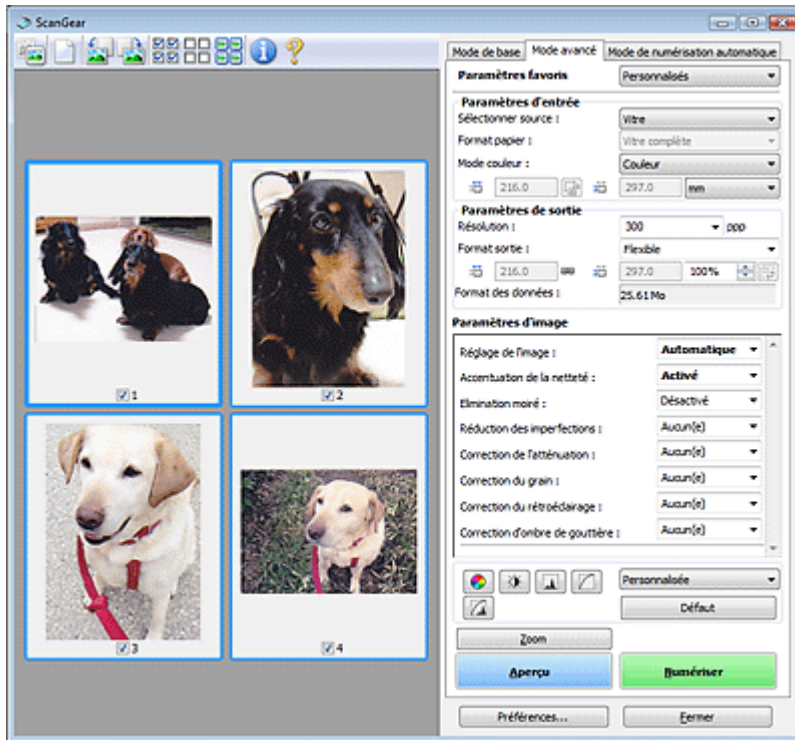 ScanGear
Mode de base Mode avancé Mode de numérisation automatique
Paramètres favoris Personnalisés
Paramètres d'entrée
Sélectionner source : Vitre
Format papier : Vitre complète
Mode couleur : Couleur
216.0 297.0 mm
Paramètres de sortie
Résolution : 300 ppp
Format sortie : Flexible
216.0 297.0 100%
Format des données : 25.61 Mo
Paramètres d'image
Réglage de l'image : Automatique
Accentuation de la netteté : Activé
Elimination moiré : Désactivé
Réduction des imperfections : Aucun(e)
Correction de l'atténuation : Aucun(e)
Correction du grain : Aucun(e)
Correction du rétroéclairage : Aucun(e)
Correction d'ombre de gouttière : Aucun(e)
1 2
3 4
Personnalisée
Défaut
Zoom
Aperçu Numériser
Préférences... Fermer